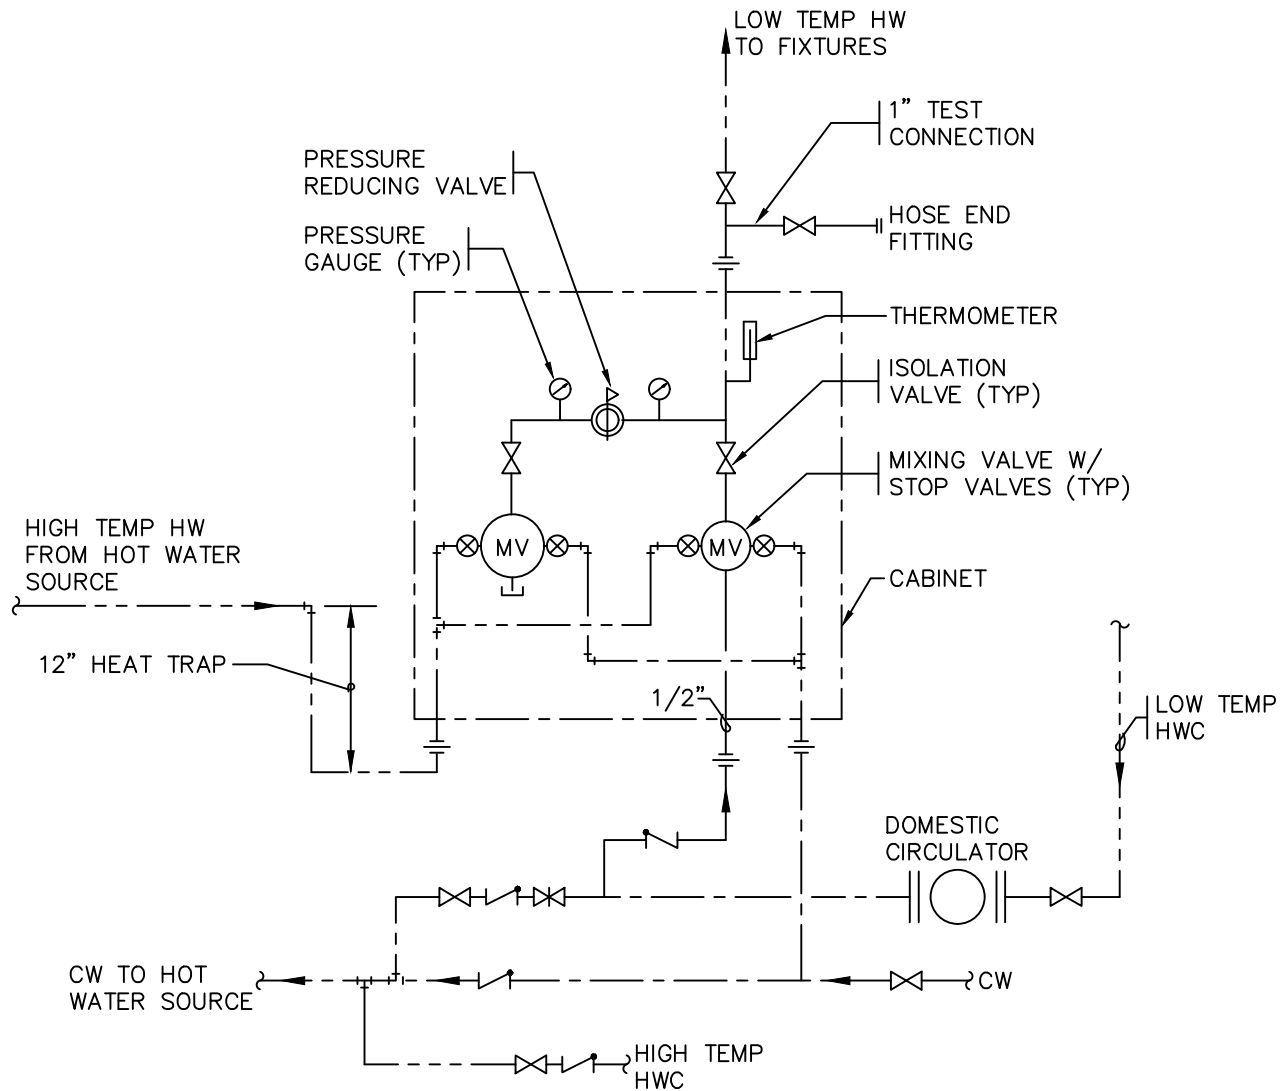 LOW TEMP HW
TO FIXTURES
1" TEST
CONNECTION
PRESSURE
REDUCING VALVE
HOSE END
FITTING
PRESSURE
GAUGE (TYP)
THERMOMETER
ISOLATION
VALVE (TYP)
MIXING VALVE W/
STOP VALVES (TYP)
HIGH TEMP HW
FROM HOT WATER
SOURCE
MV
MV
CABINET
12" HEAT TRAP
1/2"
LOW TEMP
HWC
DOMESTIC
CIRCULATOR
CW TO HOT
WATER SOURCE
CW
HIGH TEMP
HWC